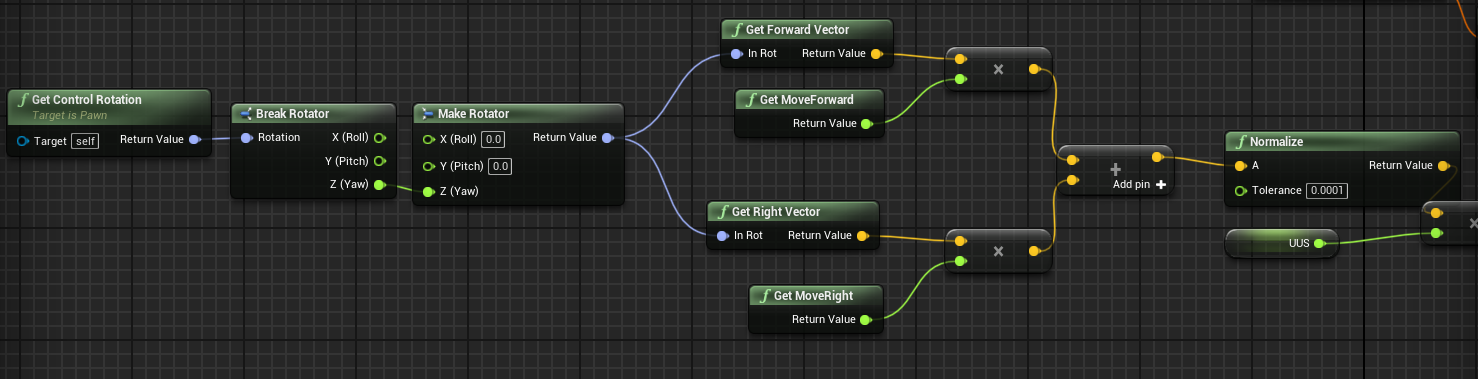 Get Control Rotation
Target is Pawn
Target self Return Value
Break Rotator
Rotation X (Roll)
Y (Pitch)
Z (Yaw)
Make Rotator
X (Roll) 0.0 Return Value
Y (Pitch) 0.0
Z (Yaw)
Get Forward Vector
In Rot Return Value
Get MoveForward
Return Value
Get Right Vector
In Rot Return Value
Get MoveRight
Return Value
×
×
+
Add pin +
Normalize
A Return Value
Tolerance 0.0001
UUS
×